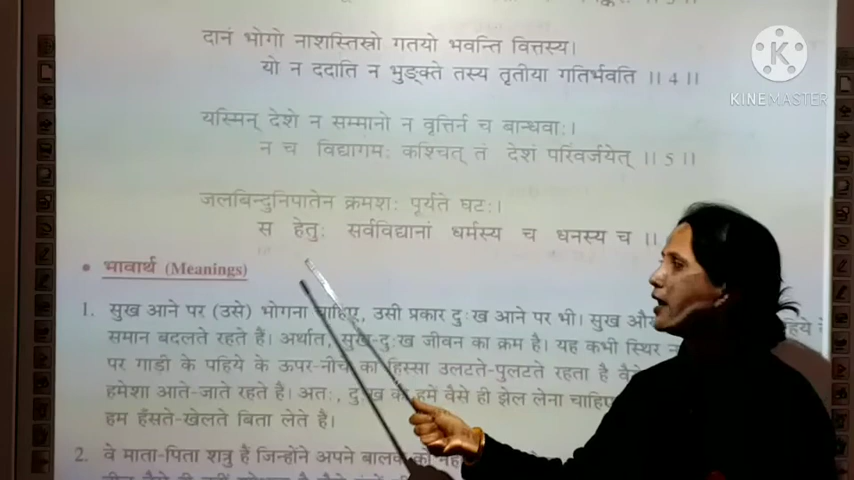 दानं भोगो नाशस्तिस्रो गतयो भवन्ति वित्तस्य।
यो न ददाति न भुङ्क्ते तस्य तृतीया गतिर्भवति ।। 4 ।।
यस्मिन् देशे न सम्मानो न वृत्तिर्न च बान्धवाः।
न च विद्यागमः कश्चित् तं देशं परिवर्जयेत् ।। 5 ।।
जलबिन्दुनिपातेन क्रमशः पूर्यते घटः।
स हेतुः सर्वविद्यानां धर्मस्य च धनस्य च ।।
• भावार्थ (Meanings)
1. सुख आने पर (उसे) भोगना चाहिए, उसी प्रकार दुःख आने पर भी। सुख
समान बदलते रहते हैं। अर्थात, सुख-दुःख जीवन का क्रम है। यह कभी स्थिर
पर गाड़ी के पहिये के ऊपर-नीचे का हिस्सा उलटते-पुलटते रहता है
हमेशा आते-जाते रहते हैं। अतः, दुःख को हमें वैसे ही झेल लेना चाहिए
हम हँसते-खेलते बिता लेते है।
2. वे माता-पिता शत्रु हैं जिन्होंने अपने बालक को
KINEMASTER